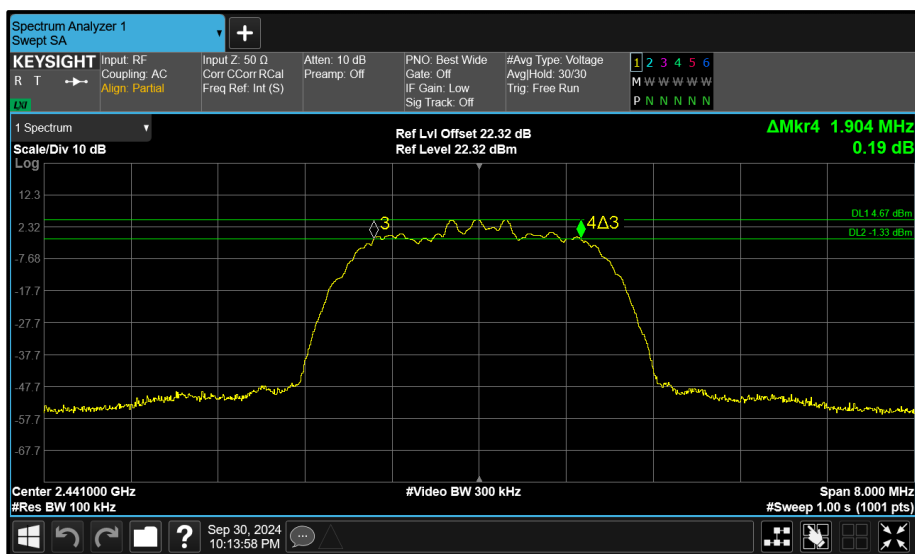 Spectrum Analyzer 1
Swept SA
+
KEYSIGHT
R T
LXI
Input: RF
Coupling: AC
Align: Partial
Input Z: 50 Ω
Corr CCorr RCal
Freq Ref: Int (S)
Atten: 10 dB
Preamp: Off
PNO: Best Wide
Gate: Off
IF Gain: Low
Sig Track: Off
#Avg Type: Voltage
Avg|Hold: 30/30
Trig: Free Run
1 2 3 4 5 6
M W W W W W
P N N N N N
1 Spectrum
Scale/Div 10 dB
Ref Lvl Offset 22.32 dB
Ref Level 22.32 dBm
ΔMkr4 1.904 MHz
0.19 dB
Log
12.3
2.32
-7.68
-17.7
-27.7
-37.7
-47.7
-57.7
-67.7
3
4Δ3
DL1 4.67 dBm
DL2 -1.33 dBm
Center 2.441000 GHz
#Res BW 100 kHz
#Video BW 300 kHz
Span 8.000 MHz
#Sweep 1.00 s (1001 pts)
?
Sep 30, 2024
10:13:58 PM